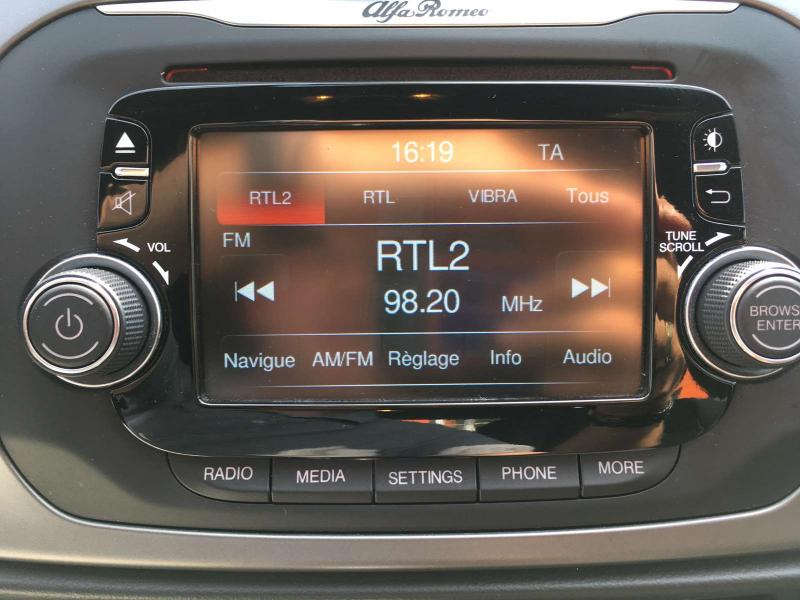 Alfa Romeo
16:19 TA
RTL2 RTL VIBRA Tous
FM
RTL2
98.20 MHz
Navigue AM/FM Règlage Info Audio
VOL
TUNE
SCROLL
BROWS
ENTER
RADIO MEDIA SETTINGS PHONE MORE